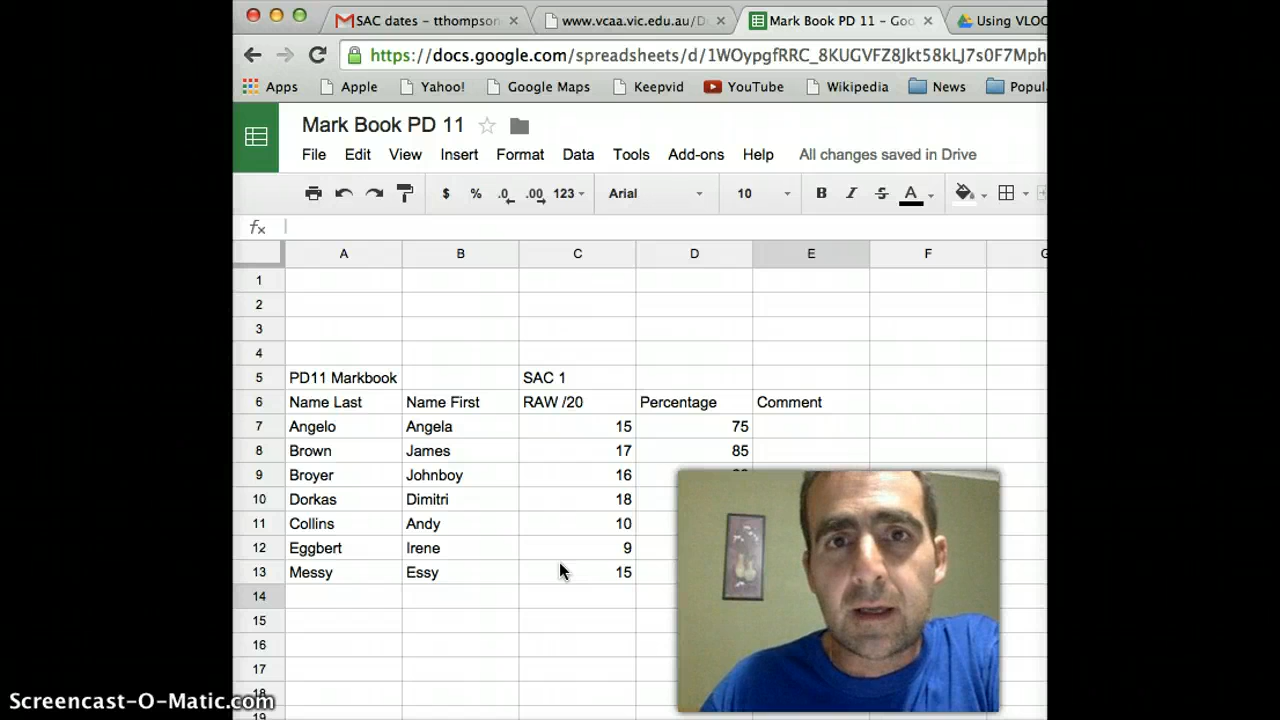 SAC dates - tthompson
www.vcaa.vic.edu.au/D
Mark Book PD 11 - Goo
Using VLOO
https://docs.google.com/spreadsheets/d/1WOypgfRRC_8KUGVFZ8Jkt58kLJ7s0F7Mph
Apps Apple Yahoo! Google Maps Keepvid YouTube Wikipedia News Popul
Mark Book PD 11
File Edit View Insert Format Data Tools Add-ons Help All changes saved in Drive
$ % .0 .00 123 Arial 10 B I S A
fx
A B C D E F G
1
2
3
4
5 PD11 Markbook SAC 1
6 Name Last Name First RAW /20 Percentage Comment
7 Angelo Angela 15 75
8 Brown James 17 85
9 Broyer Johnboy 16
10 Dorkas Dimitri 18
11 Collins Andy 10
12 Eggbert Irene 9
13 Messy Essy 15
14
15
16
17
18
19
Screencast-O-Matic.com